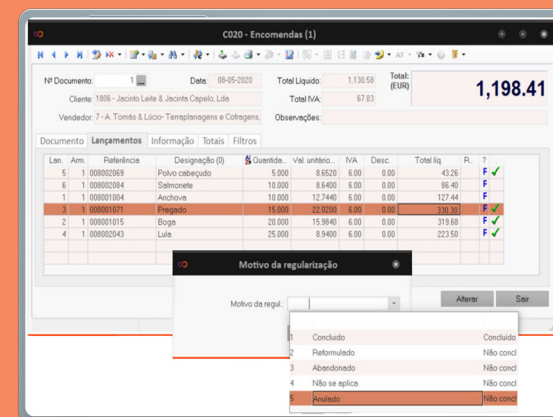 C020 - Encomendas (1)
AT
Nº Documento: 1 ... Data: 08-05-2020 Total Líquido: 1,130.58 Total: (EUR) 1,198.41
Cliente: 1806 - Jacinto Leite & Jacinta Capelo, Lda Total IVA: 67.83
Vendedor: 7 - A. Tomás & Lúcio- Terraplanagens e Cofragens, Observações:
Documento Lançamentos Informação Totais Filtros
Lan. Arm. Referência Designação (0) Quantida... Val. unitário... IVA Desc. Total liq R.. ?
5 1 008002069 Polvo cabeçudo 5.000 8.6520 6.00 0.00 43.26 F
6 1 008002084 Salmonete 10.000 8.6400 6.00 0.00 86.40 F
1 1 008001004 Anchova 10.000 12.7440 6.00 0.00 127.44 F
3 1 008001071 Pregado 15.000 22.0200 6.00 0.00 330.30 F
2 1 008001015 Boga 20.000 15.9840 6.00 0.00 319.68 F
4 1 008002043 Lula 25.000 8.9400 6.00 0.00 223.50 F
Motivo da regularização
Motivo da regul.:
Alterar Sair
1 Concluido Concluído
2 Reformulado Não concl
3 Abandonado Não concl
4 Não se aplica Não concl
5 Anulado Não concl